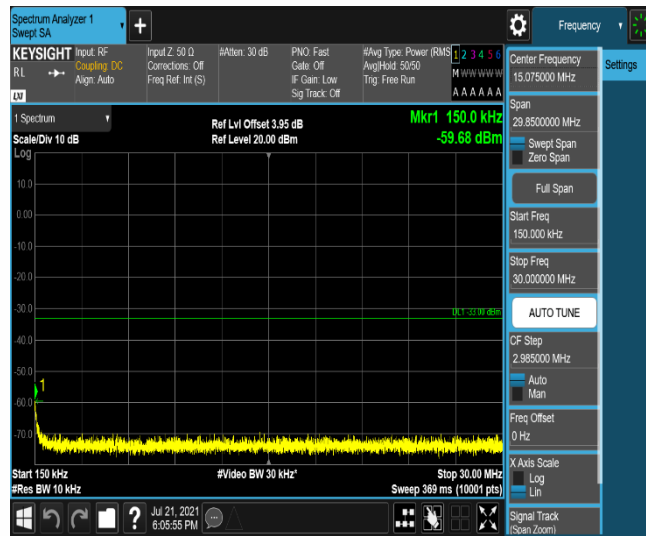 Spectrum Analyzer 1
Swept SA
+
Frequency
KEYSIGHT
RL
LXI
Input: RF
Coupling: DC
Align: Auto
Input Z: 50 Ω
Corrections: Off
Freq Ref: Int (S)
#Atten: 30 dB
PNO: Fast
Gate: Off
IF Gain: Low
Sig Track: Off
#Avg Type: Power (RMS
Avg|Hold: 50/50
Trig: Free Run
1 2 3 4 5 6
M W W W W W
A A A A A A
1 Spectrum
Scale/Div 10 dB
Log
Ref Lvl Offset 3.95 dB
Ref Level 20.00 dBm
Mkr1 150.0 kHz
-59.68 dBm
10.0
0.00
-10.0
-20.0
-30.0
-40.0
-50.0
-60.0
-70.0
DL1 -33.00 dBm
1
Start 150 kHz
#Res BW 10 kHz
#Video BW 30 kHz*
Stop 30.00 MHz
Sweep 369 ms (10001 pts)
?
Jul 21, 2021
6:05:55 PM
Center Frequency
15.075000 MHz
Span
29.8500000 MHz
Swept Span
Zero Span
Full Span
Start Freq
150.000 kHz
Stop Freq
30.000000 MHz
AUTO TUNE
CF Step
2.985000 MHz
Auto
Man
Freq Offset
0 Hz
X Axis Scale
Log
Lin
Signal Track
(Span Zoom)
Settings